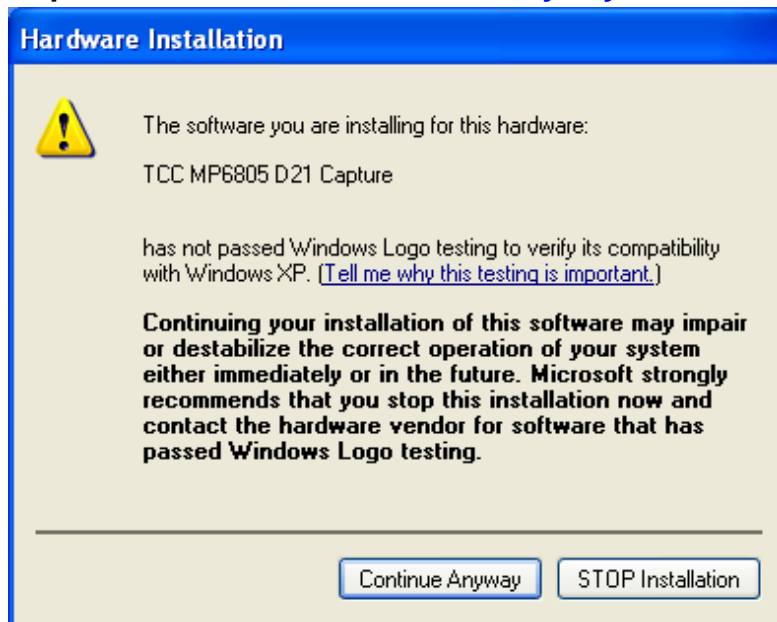 Hardware Installation
The software you are installing for this hardware:
TCC MP6805 D21 Capture
has not passed Windows Logo testing to verify its compatibility
with Windows XP. (Tell me why this testing is important.)
Continuing your installation of this software may impair
or destabilize the correct operation of your system
either immediately or in the future. Microsoft strongly
recommends that you stop this installation now and
contact the hardware vendor for software that has
passed Windows Logo testing.
Continue Anyway
STOP Installation